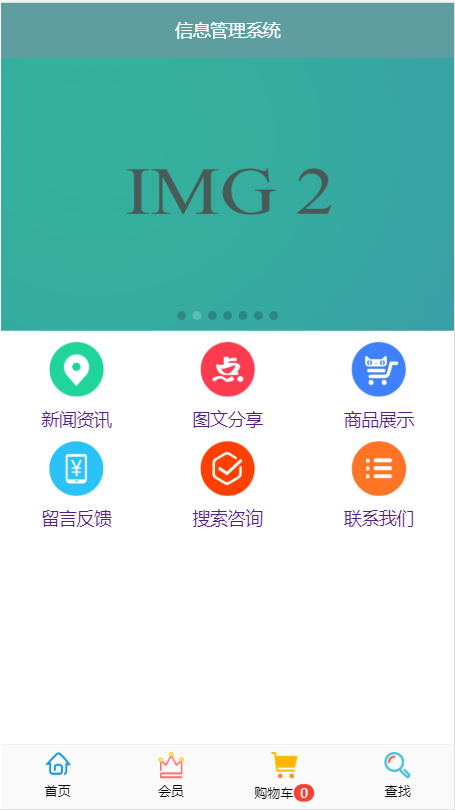 信息管理系统
IMG 2
点
新闻资讯 图文分享 商品展示
¥
留言反馈 搜索咨询 联系我们
首页 会员 购物车 0 查找